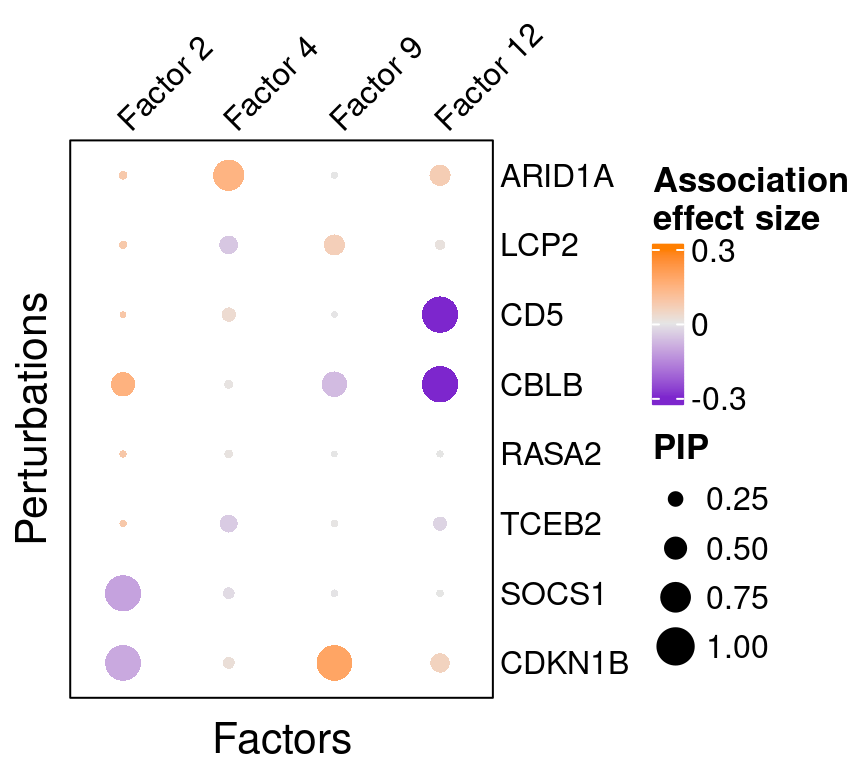 Factor 2
Factor 4
Factor 9
Factor 12
ARID1A
LCP2
CD5
CBLB
RASA2
TCEB2
SOCS1
CDKN1B
Perturbations
Factors
Association
effect size
0.3
0
-0.3
PIP
0.25
0.50
0.75
1.00